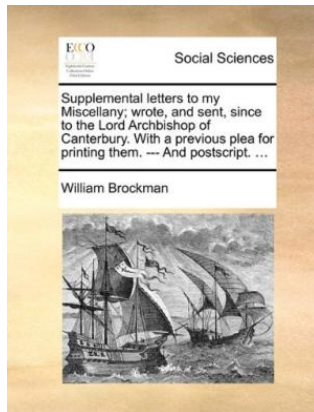 ECCO
Social Sciences
Supplemental letters to my
Miscellany; wrote, and sent, since
to the Lord Archbishop of
Canterbury. With a previous plea for
printing them. --- And postscript. ...
William Brockman